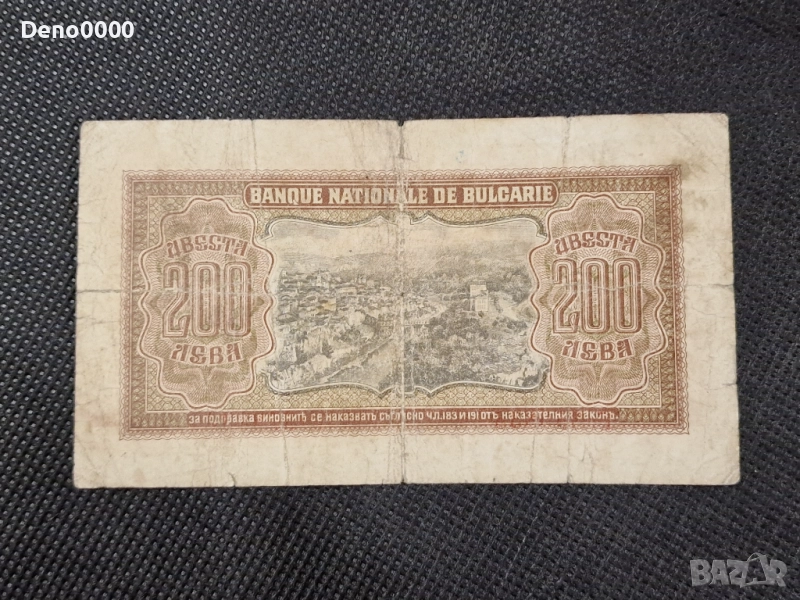 Deno0000
BANQUE NATIONALE DE BULGARIE
ДВЕСТА
200
ЛЕВА
ДВЕСТА
200
ЛЕВА
ЗА ПОДПРАВКА ВИНОВНИТѢ СЕ НАКАЗВАТЪ СЪГЛАСНО ЧЛ.183 И 191 ОТЪ НАКАЗАТЕЛНИЯ ЗАКОНЪ.
BAZAR